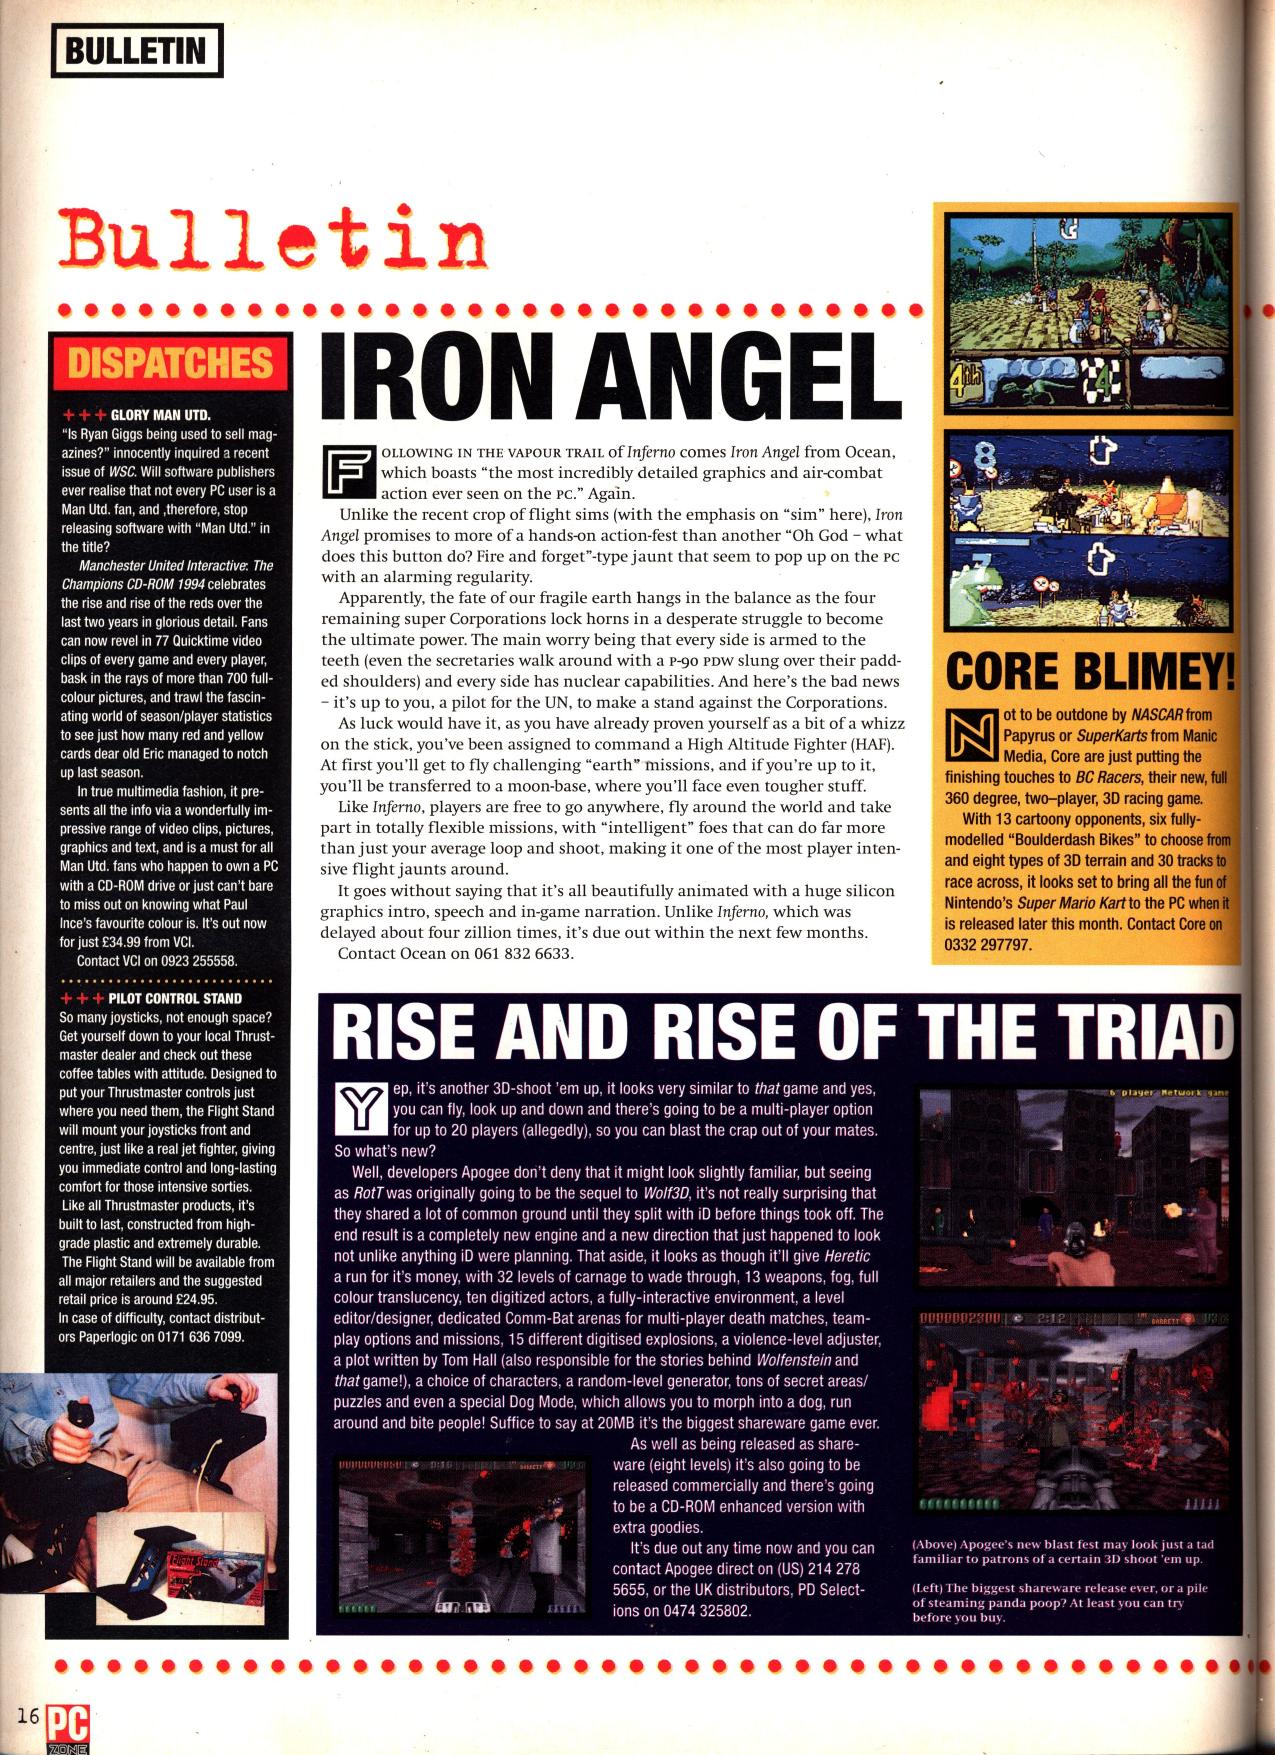 BULLETIN
Bulletin
DISPATCHES
+++ GLORY MAN UTD.
“Is Ryan Giggs being used to sell mag-
azines?” innocently inquired a recent
issue of WSC. Will software publishers
ever realise that not every PC user is a
Man Utd. fan, and ,therefore, stop
releasing software with “Man Utd.” in
the title?
Manchester United Interactive: The
Champions CD-ROM 1994 celebrates
the rise and rise of the reds over the
last two years in glorious detail. Fans
can now revel in 77 Quicktime video
clips of every game and every player,
bask in the rays of more than 700 full-
colour pictures, and trawl the fascin-
ating world of season/player statistics
to see just how many red and yellow
cards dear old Eric managed to notch
up last season.
In true multimedia fashion, it pre-
sents all the info via a wonderfully im-
pressive range of video clips, pictures,
graphics and text, and is a must for all
Man Utd. fans who happen to own a PC
with a CD-ROM drive or just can't bare
to miss out on knowing what Paul
Ince's favourite colour is. It's out now
for just £34.99 from VCI.
Contact VCI on 0923 255558.
+++ PILOT CONTROL STAND
So many joysticks, not enough space?
Get yourself down to your local Thrust-
master dealer and check out these
coffee tables with attitude. Designed to
put your Thrustmaster controls just
where you need them, the Flight Stand
will mount your joysticks front and
centre, just like a real jet fighter, giving
you immediate control and long-lasting
comfort for those intensive sorties.
Like all Thrustmaster products, it's
built to last, constructed from high-
grade plastic and extremely durable.
The Flight Stand will be available from
all major retailers and the suggested
retail price is around £24.95.
In case of difficulty, contact distribut-
ors Paperlogic on 0171 636 7099.
Flight Stand
IRON ANGEL
FOLLOWING IN THE VAPOUR TRAIL of Inferno comes Iron Angel from Ocean,
which boasts “the most incredibly detailed graphics and air-combat
action ever seen on the PC.” Again.
Unlike the recent crop of flight sims (with the emphasis on “sim” here), Iron
Angel promises to more of a hands-on action-fest than another “Oh God – what
does this button do? Fire and forget”-type jaunt that seem to pop up on the PC
with an alarming regularity.
Apparently, the fate of our fragile earth hangs in the balance as the four
remaining super Corporations lock horns in a desperate struggle to become
the ultimate power. The main worry being that every side is armed to the
teeth (even the secretaries walk around with a P-90 PDW slung over their padd-
ed shoulders) and every side has nuclear capabilities. And here's the bad news
– it's up to you, a pilot for the UN, to make a stand against the Corporations.
As luck would have it, as you have already proven yourself as a bit of a whizz
on the stick, you've been assigned to command a High Altitude Fighter (HAF).
At first you'll get to fly challenging “earth” missions, and if you're up to it,
you'll be transferred to a moon-base, where you'll face even tougher stuff.
Like Inferno, players are free to go anywhere, fly around the world and take
part in totally flexible missions, with “intelligent” foes that can do far more
than just your average loop and shoot, making it one of the most player inten-
sive flight jaunts around.
It goes without saying that it's all beautifully animated with a huge silicon
graphics intro, speech and in-game narration. Unlike Inferno, which was
delayed about four zillion times, it's due out within the next few months.
Contact Ocean on 061 832 6633.
4th
4
8
7
CORE BLIMEY!
Not to be outdone by NASCAR from
Papyrus or SuperKarts from Manic
Media, Core are just putting the
finishing touches to BC Racers, their new, full
360 degree, two–player, 3D racing game.
With 13 cartoony opponents, six fully-
modelled “Boulderdash Bikes” to choose from
and eight types of 3D terrain and 30 tracks to
race across, it looks set to bring all the fun of
Nintendo's Super Mario Kart to the PC when it
is released later this month. Contact Core on
0332 297797.
RISE AND RISE OF THE TRIAD
Yep, it's another 3D-shoot 'em up, it looks very similar to that game and yes,
you can fly, look up and down and there's going to be a multi-player option
for up to 20 players (allegedly), so you can blast the crap out of your mates.
So what's new?
Well, developers Apogee don't deny that it might look slightly familiar, but seeing
as RotT was originally going to be the sequel to Wolf3D, it's not really surprising that
they shared a lot of common ground until they split with iD before things took off. The
end result is a completely new engine and a new direction that just happened to look
not unlike anything iD were planning. That aside, it looks as though it'll give Heretic
a run for it's money, with 32 levels of carnage to wade through, 13 weapons, fog, full
colour translucency, ten digitized actors, a fully-interactive environment, a level
editor/designer, dedicated Comm-Bat arenas for multi-player death matches, team-
play options and missions, 15 different digitised explosions, a violence-level adjuster,
a plot written by Tom Hall (also responsible for the stories behind Wolfenstein and
that game!), a choice of characters, a random-level generator, tons of secret areas/
puzzles and even a special Dog Mode, which allows you to morph into a dog, run
around and bite people! Suffice to say at 20MB it's the biggest shareware game ever.
As well as being released as share-
ware (eight levels) it's also going to be
released commercially and there's going
to be a CD-ROM enhanced version with
extra goodies.
It's due out any time now and you can
contact Apogee direct on (US) 214 278
5655, or the UK distributors, PD Select-
ions on 0474 325802.
6 player Network game
0000002300 2:12 BARRETT
(Above) Apogee's new blast fest may look just a tad
familiar to patrons of a certain 3D shoot 'em up.
(Left) The biggest shareware release ever, or a pile
of steaming panda poop? At least you can try
before you buy.
16 PC
ZONE